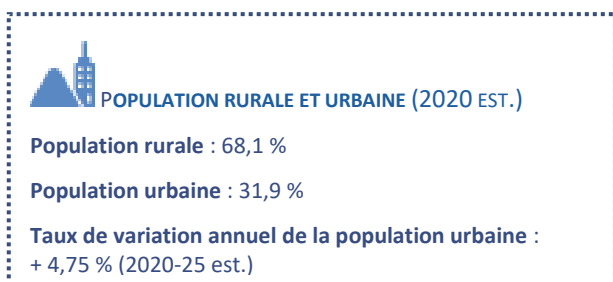 POPULATION RURALE ET URBAINE (2020 EST.)
Population rurale : 68,1 %
Population urbaine : 31,9 %
Taux de variation annuel de la population urbaine :
+ 4,75 % (2020-25 est.)